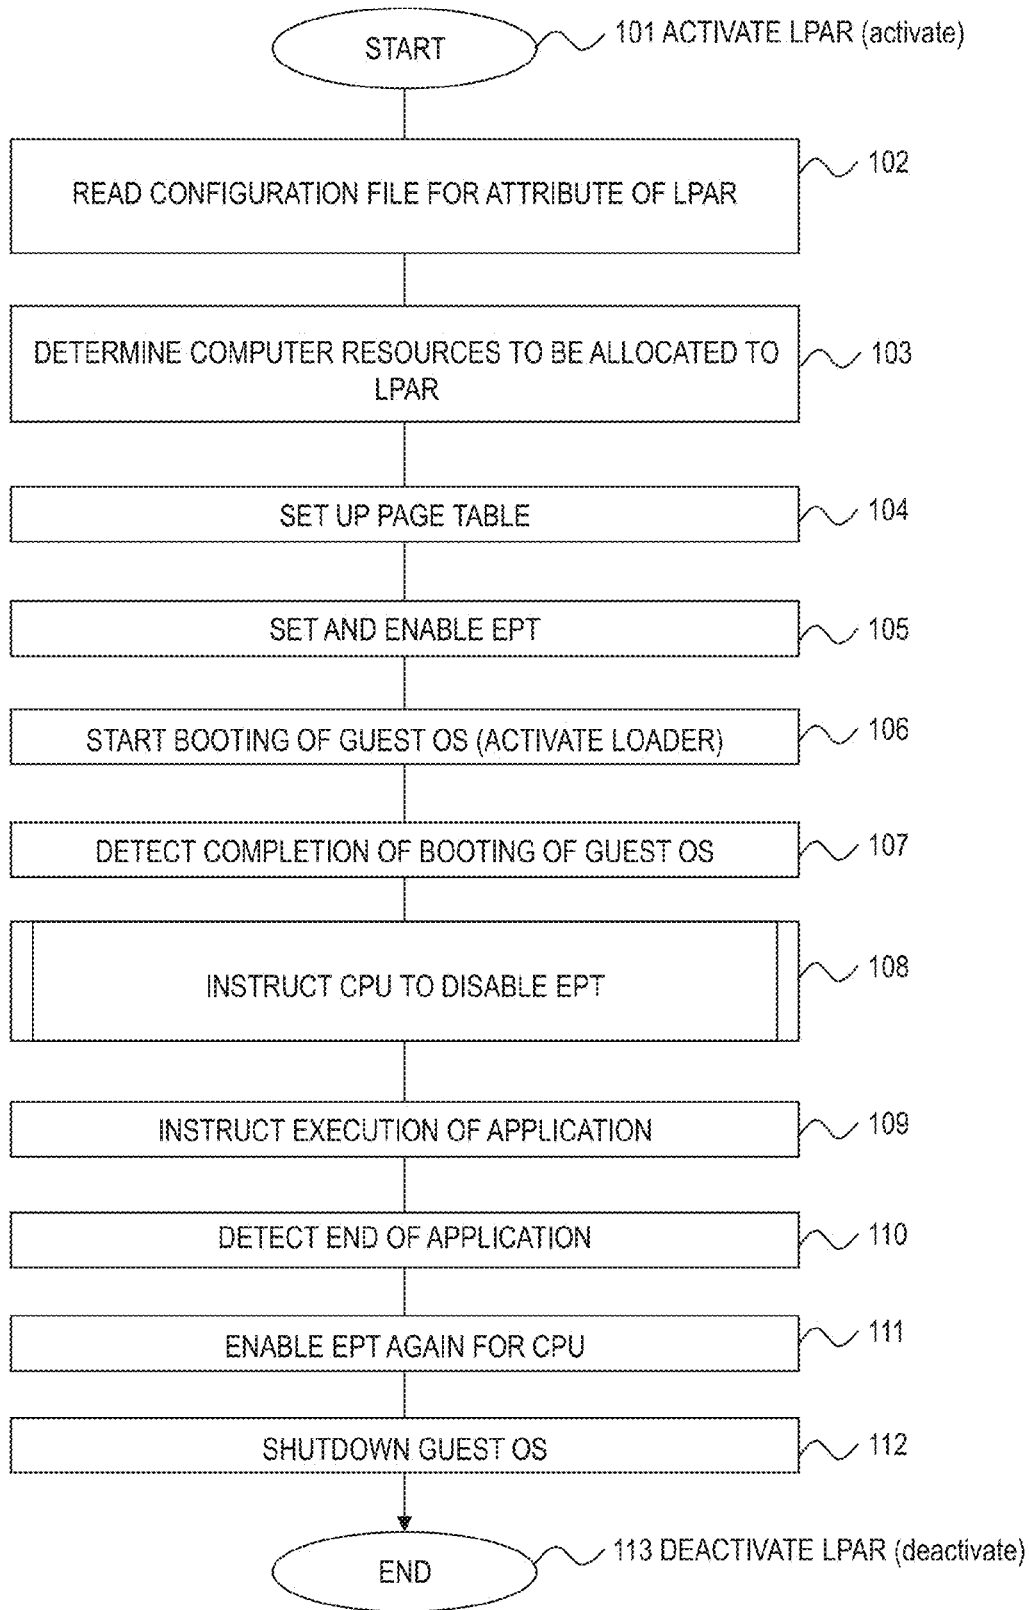 START
101 ACTIVATE LPAR (activate)
READ CONFIGURATION FILE FOR ATTRIBUTE OF LPAR
102
DETERMINE COMPUTER RESOURCES TO BE ALLOCATED TO
LPAR
103
SET UP PAGE TABLE
104
SET AND ENABLE EPT
105
START BOOTING OF GUEST OS (ACTIVATE LOADER)
106
DETECT COMPLETION OF BOOTING OF GUEST OS
107
INSTRUCT CPU TO DISABLE EPT
108
INSTRUCT EXECUTION OF APPLICATION
109
DETECT END OF APPLICATION
110
ENABLE EPT AGAIN FOR CPU
111
SHUTDOWN GUEST OS
112
END
113 DEACTIVATE LPAR (deactivate)